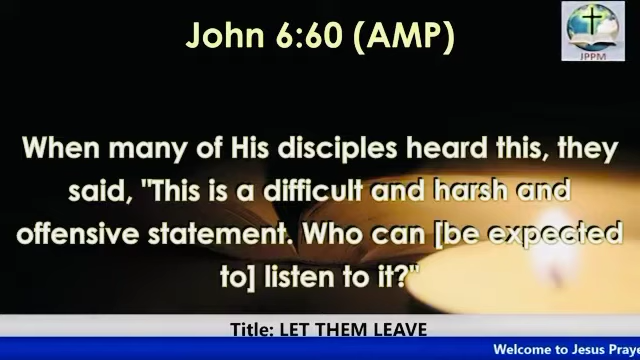 John 6:60 (AMP)
JPPM
When many of His disciples heard this, they
said, "This is a difficult and harsh and
offensive statement. Who can [be expected
to] listen to it?"
Title: LET THEM LEAVE
Welcome to Jesus Praye